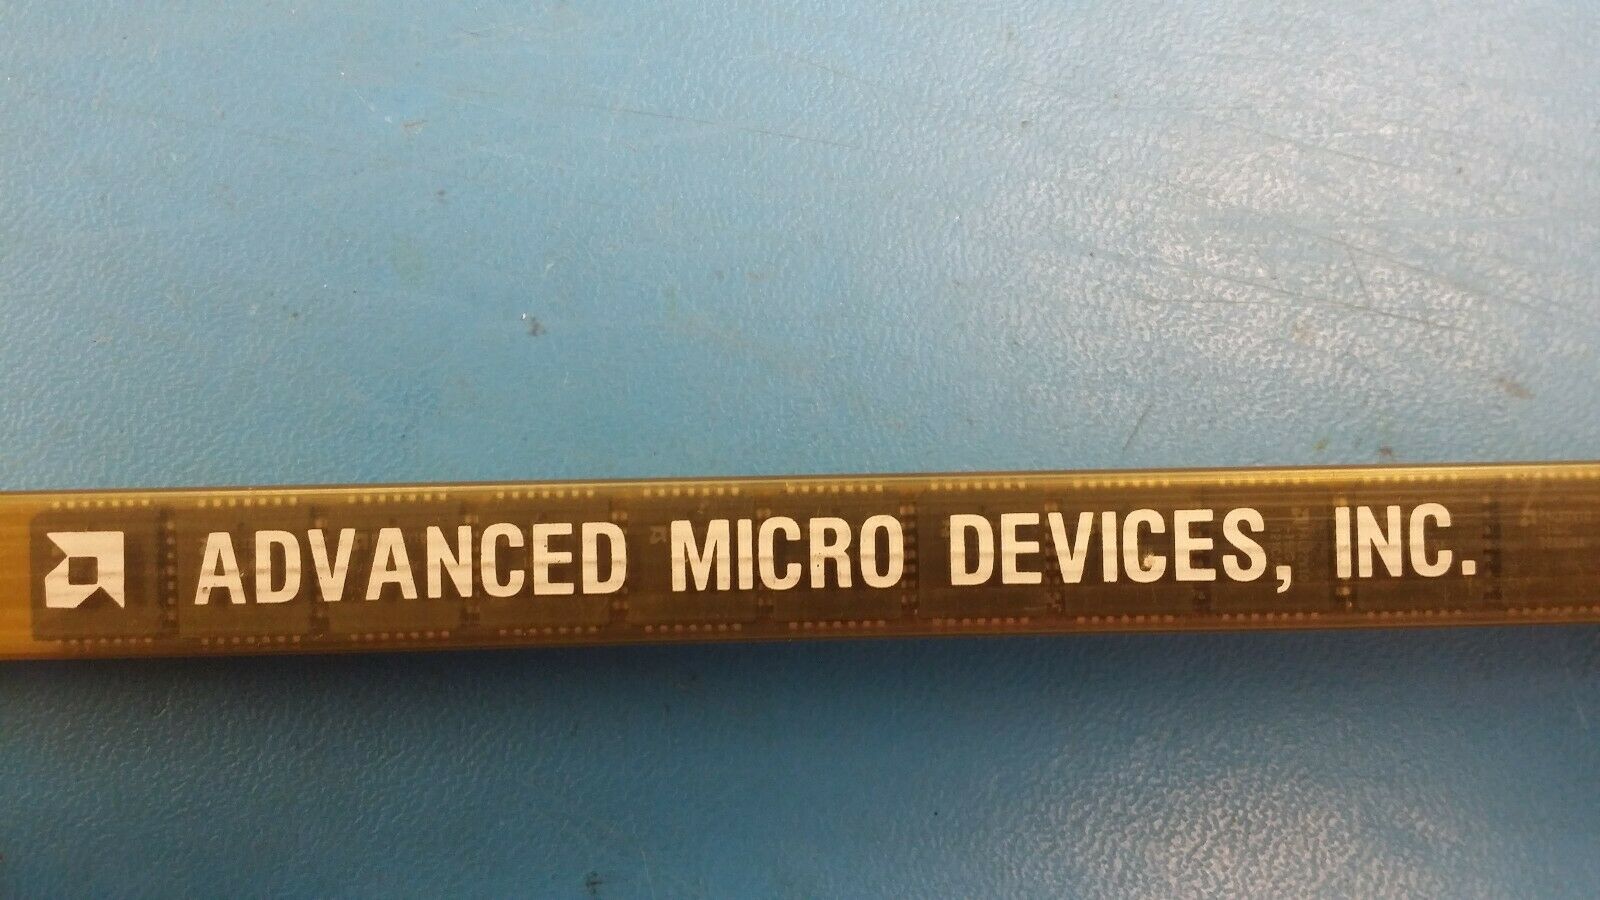 ADVANCED MICRO DEVICES, INC.